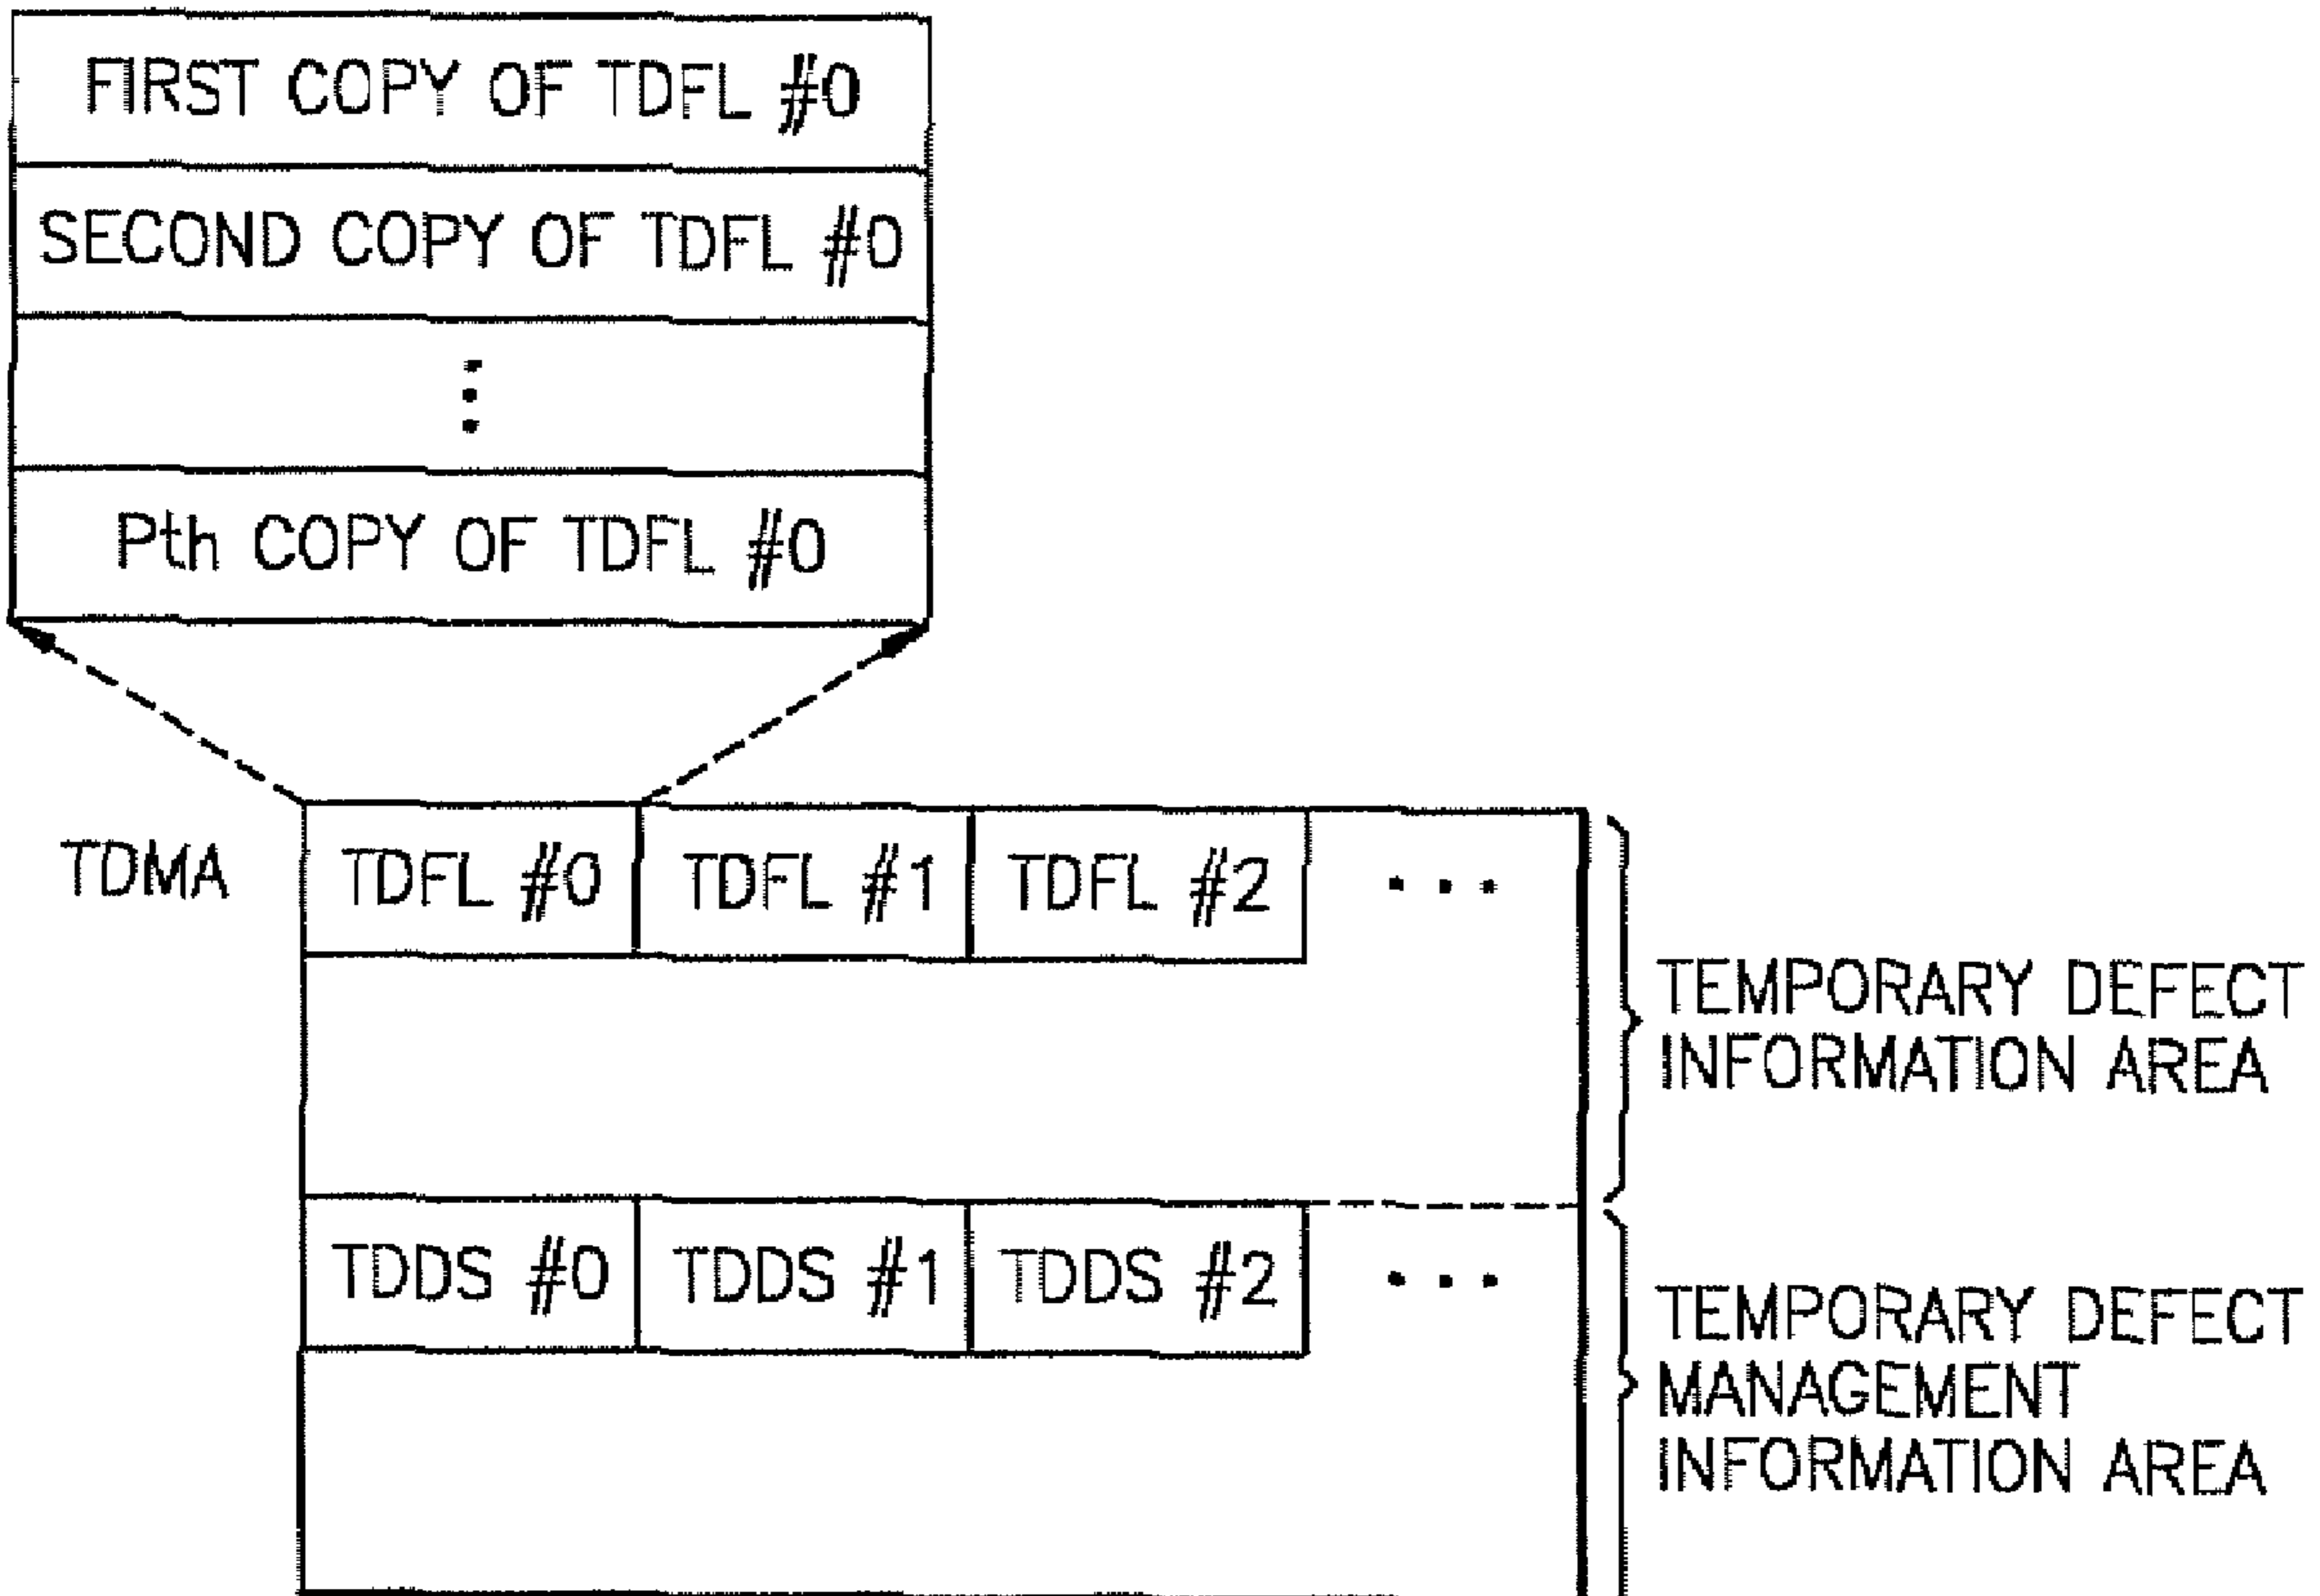 FIRST COPY OF TDFL #0
SECOND COPY OF TDFL #0
Pth COPY OF TDFL #0
TDMA
TDFL #0
TDFL #1
TDFL #2
TEMPORARY DEFECT
INFORMATION AREA
TDDS #0
TDDS #1
TDDS #2
TEMPORARY DEFECT
MANAGEMENT
INFORMATION AREA